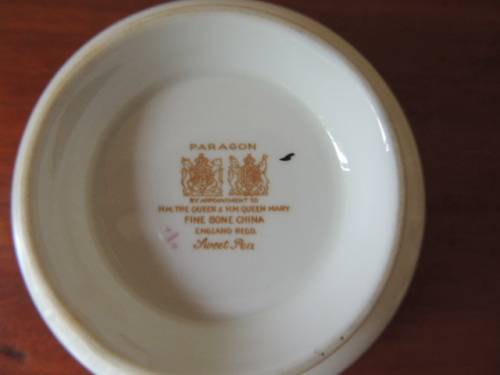 PARAGON
BY APPOINTMENT TO
H.M. THE QUEEN & H.M. QUEEN MARY
FINE BONE CHINA
ENGLAND REGD.
Sweet Pea